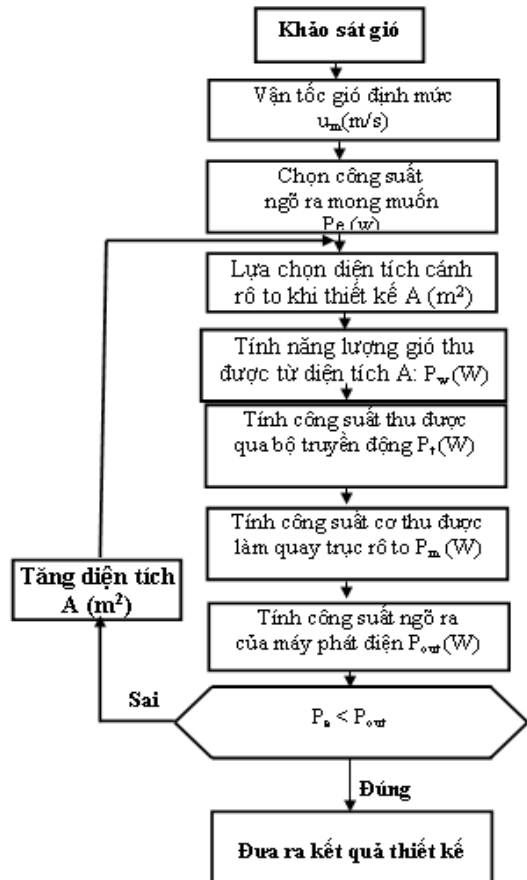 Khảo sát gió
Vận tốc gió định mức
uₘ(m/s)
Chọn công suất
ngõ ra mong muốn
Pe (w)
Lựa chọn diện tích cánh
rô to khi thiết kế A (m²)
Tính năng lượng gió thu
được từ diện tích A: P_w (W)
Tính công suất thu được
qua bộ truyền động Pₜ (W)
Tính công suất cơ thu được
làm quay trục rô to Pₘ (W)
Tăng diện tích
A (m²)
Tính công suất ngõ ra
của máy phát điện P_out (W)
Sai
Pₑ < P_out
Đúng
Đưa ra kết quả thiết kế